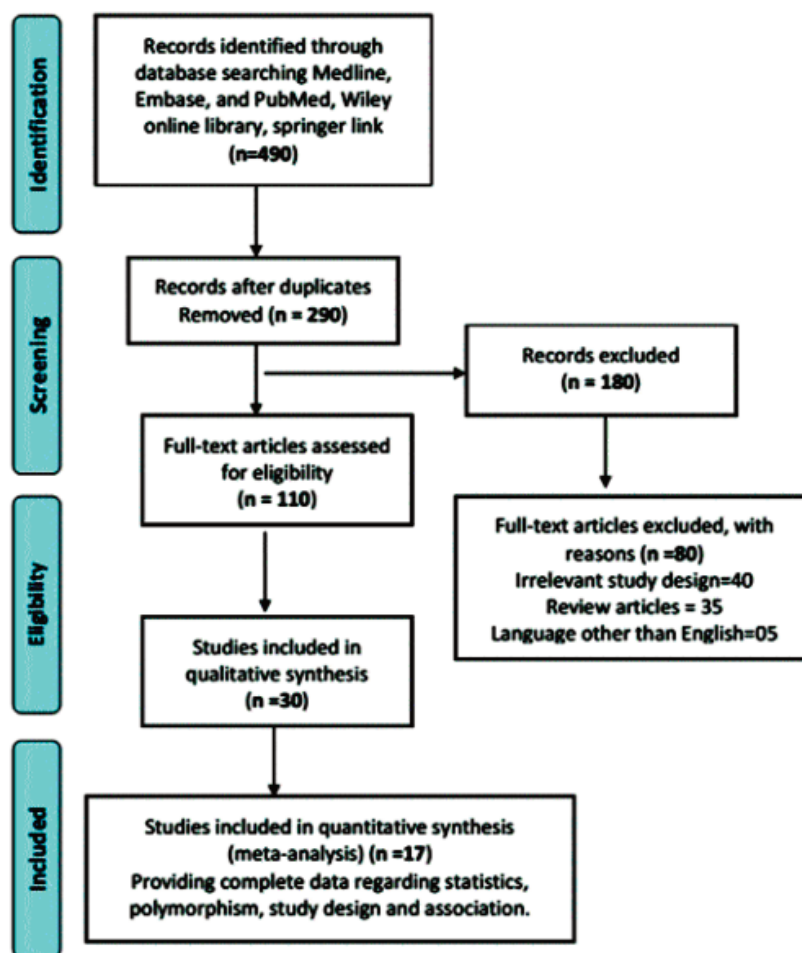 Identification
Records identified through
database searching Medline,
Embase, and PubMed, Wiley
online library, springer link
(n=490)
Screening
Records after duplicates
Removed (n = 290)
Records excluded
(n = 180)
Full-text articles assessed
for eligibility
(n = 110)
Eligibility
Full-text articles excluded, with
reasons (n =80)
Irrelevant study design=40
Review articles = 35
Language other than English=05
Studies included in
qualitative synthesis
(n =30)
Included
Studies included in quantitative synthesis
(meta-analysis) (n =17)
Providing complete data regarding statistics,
polymorphism, study design and association.